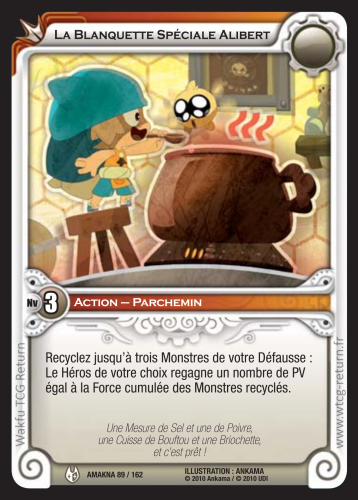 La Blanquette Spéciale Alibert
Nv 3
Action – Parchemin
Recyclez jusqu'à trois Monstres de votre Défausse :
Le Héros de votre choix regagne un nombre de PV
égal à la Force cumulée des Monstres recyclés.
Une Mesure de Sel et une de Poivre,
une Cuisse de Bouftou et une Briochette,
et c'est prêt !
AMAKNA 89 / 162
ILLUSTRATION : ANKAMA
© 2010 Ankama / © 2010 UDI
Wakfu TCG Return
www.wtcg-return.fr